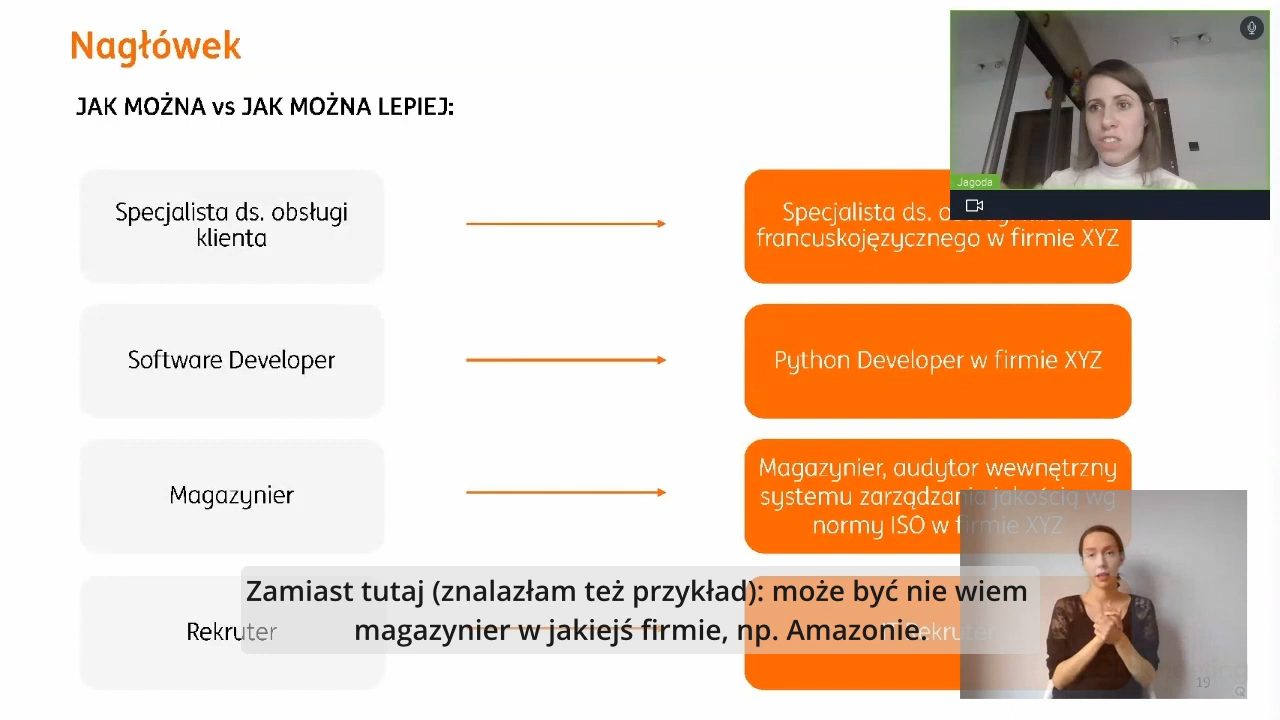 Nagłówek
JAK MOŻNA vs JAK MOŻNA LEPIEJ:
Jagoda
Specjalista ds. obsługi
klienta
Specjalista ds.
francuskojęzycznego w firmie XYZ
Software Developer
Python Developer w firmie XYZ
Magazynier
Magazynier, audytor wewnętrzny
systemu zarządzania jakością wg
normy ISO w firmie XYZ
Rekruter
Rekruter
Zamiast tutaj (znalazłam też przykład): może być nie wiem
magazynier w jakiejś firmie, np. Amazonie.
19